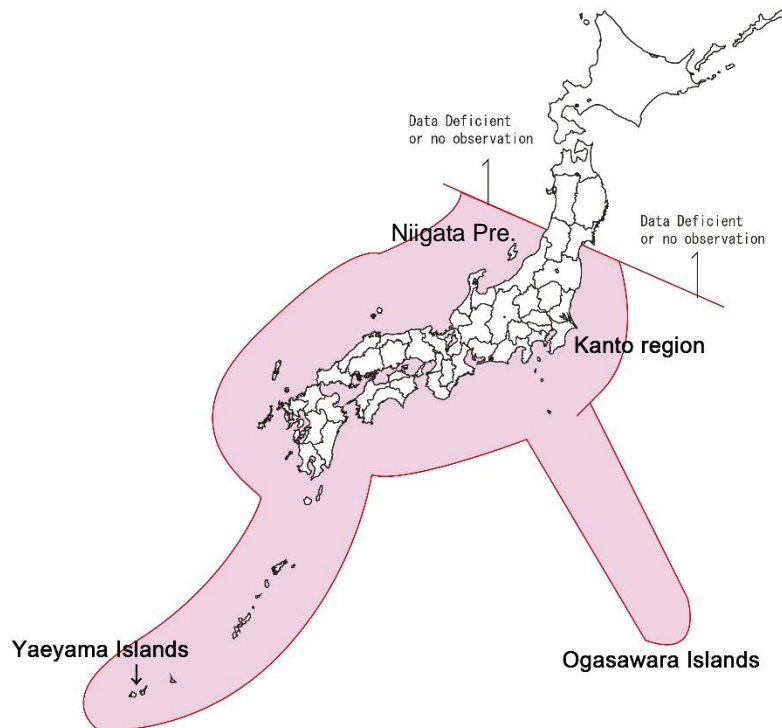 Data Deficient
or no observation
Data Deficient
or no observation
Niigata Pre.
Kanto region
Yaeyama Islands
Ogasawara Islands